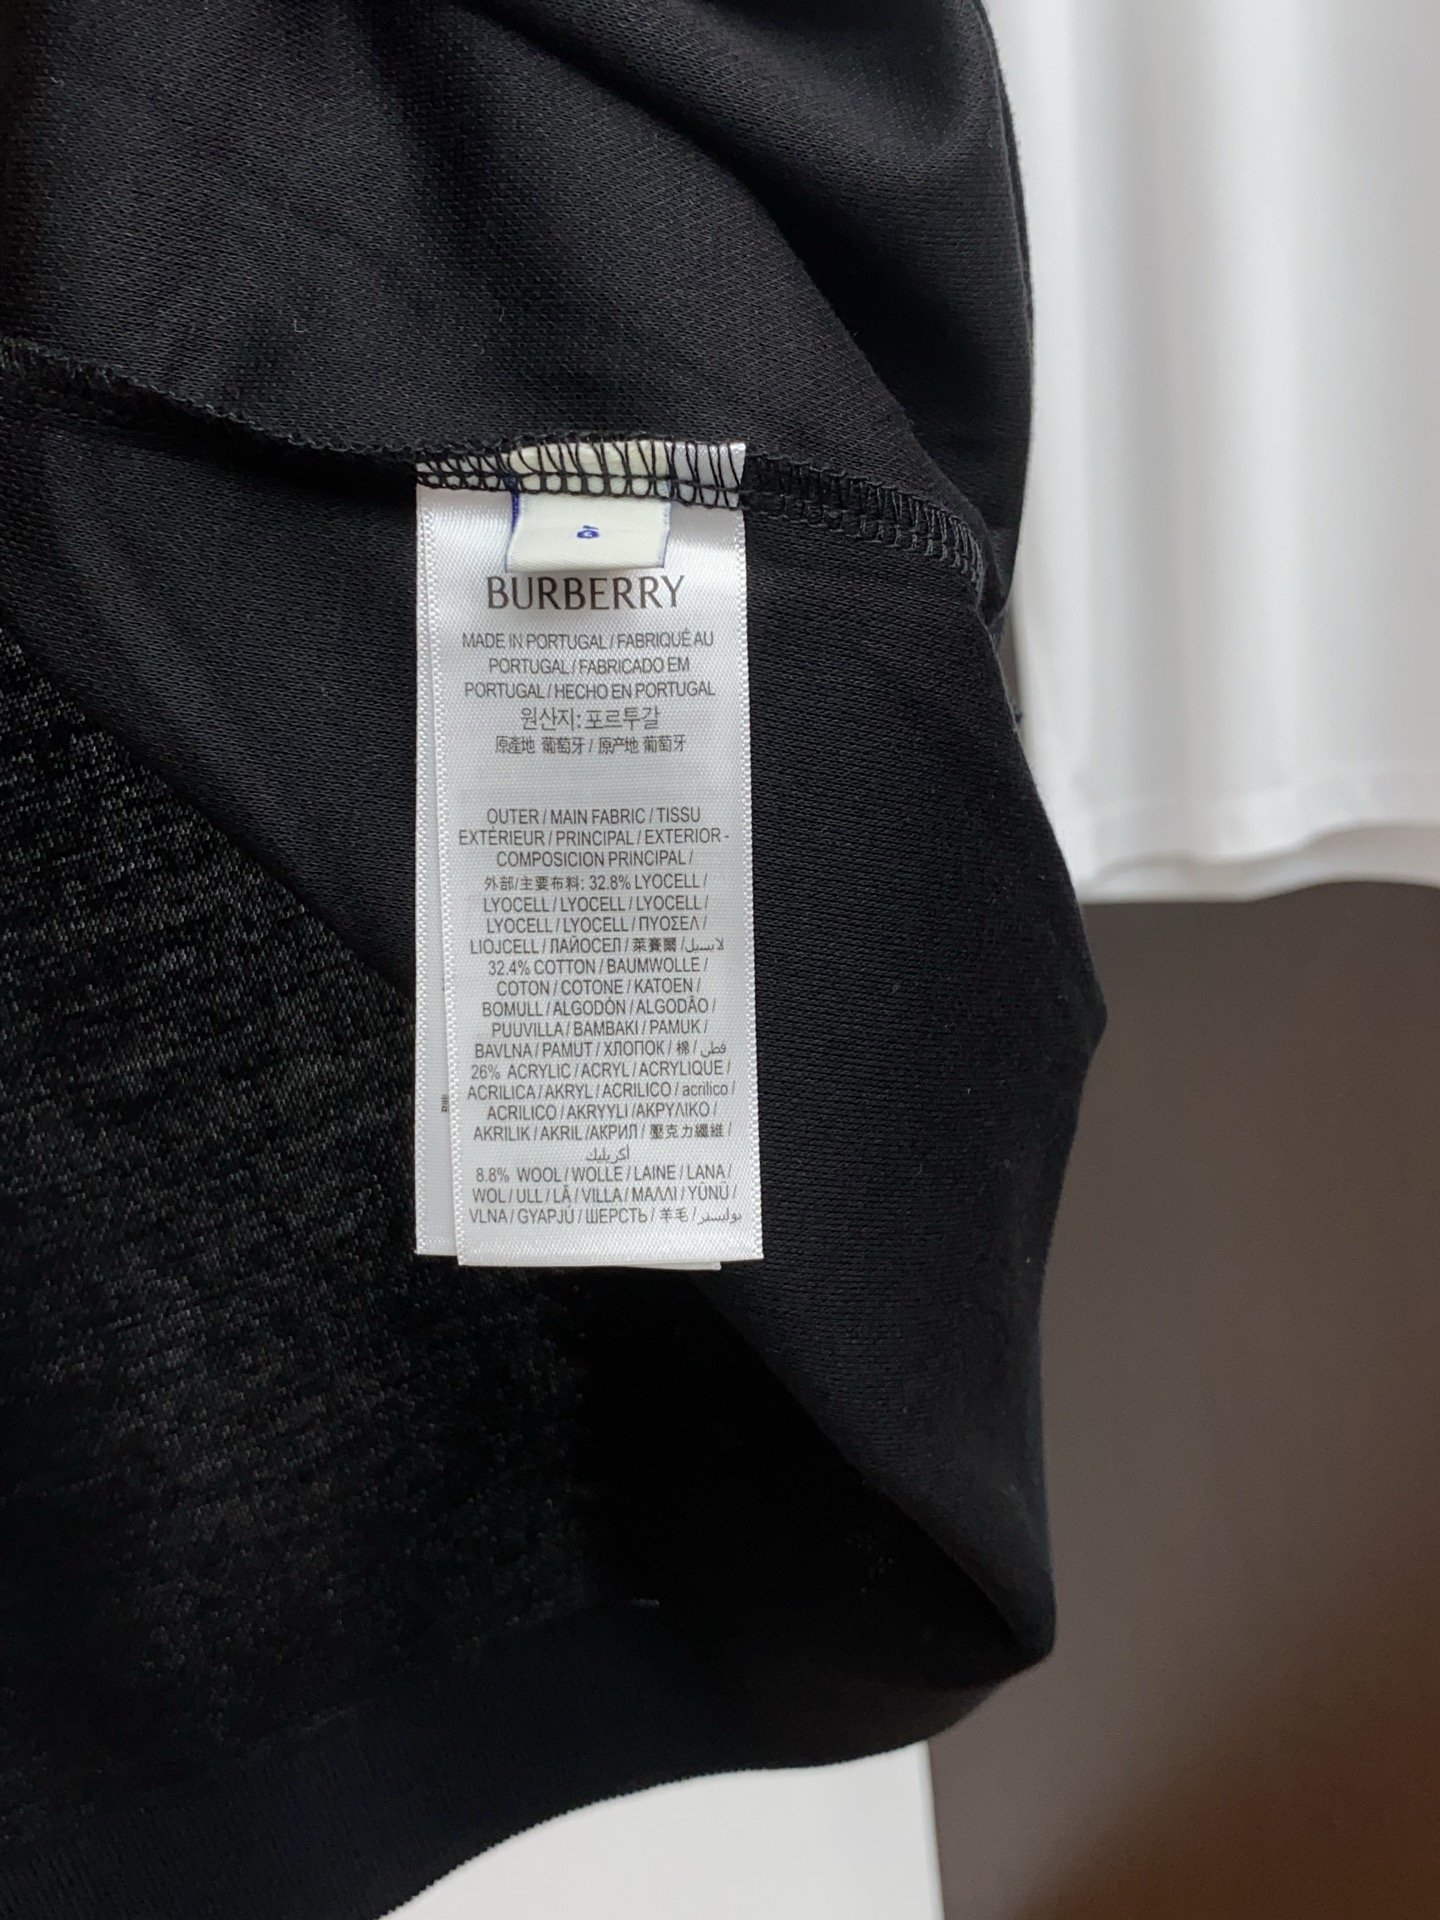 BURBERRY
MADE IN PORTUGAL / FABRIQUÉ AU
PORTUGAL / FABRICADO EM
PORTUGAL / HECHO EN PORTUGAL
원산지: 포르투갈
原產地 葡萄牙 / 原产地 葡萄牙
OUTER / MAIN FABRIC / TISSU
EXTÉRIEUR / PRINCIPAL / EXTERIOR -
COMPOSICION PRINCIPAL /
外部/主要布料: 32.8% LYOCELL /
LYOCELL / LYOCELL / LYOCELL /
LYOCELL / LYOCELL / ΠΥΟΣΕΛ /
LIOJCELL / ЛАЙОСЕЛ / 萊賽爾 / لايسيل
32.4% COTTON / BAUMWOLLE /
COTON / COTONE / KATOEN /
BOMULL / ALGODÓN / ALGODÃO /
PUUVILLA / BAMBAKI / PAMUK /
BAVLNA / PAMUT / ХЛОПОК / 棉 / قطن
26% ACRYLIC / ACRYL / ACRYLIQUE /
ACRILICA / AKRYL / ACRILICO / acrilico /
ACRILICO / AKRYYLI /ΑΚΡΥΛΙΚΟ /
AKRILIK / AKRIL /АКРИЛ / 壓克力纖維 /
أكريليك
8.8% WOOL / WOLLE / LAINE / LANA /
WOL / ULL / LÃ / VILLA / ΜΑΛΛΙ / YÜNÜ /
VLNA / GYAPJÚ / ШЕРСТЬ / 羊毛 / بوليستر